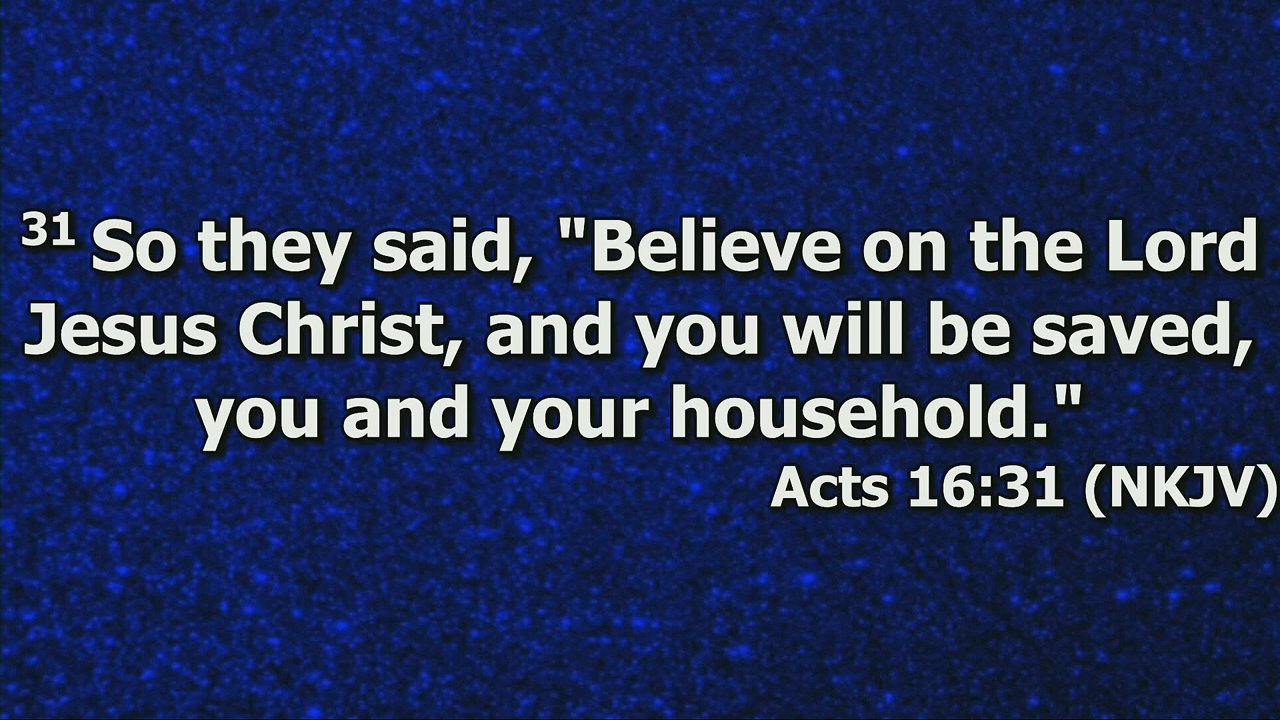 31 So they said, "Believe on the Lord
Jesus Christ, and you will be saved,
you and your household."
Acts 16:31 (NKJV)